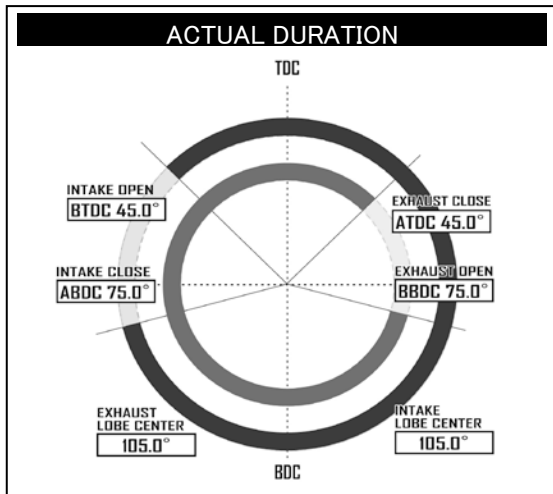 ACTUAL DURATION
TDC
INTAKE OPEN
BTDC 45.0°
EXHAUST CLOSE
ATDC 45.0°
INTAKE CLOSE
ABDC 75.0°
EXHAUST OPEN
BBDC 75.0°
EXHAUST
LOBE CENTER
105.0°
INTAKE
LOBE CENTER
105.0°
BDC